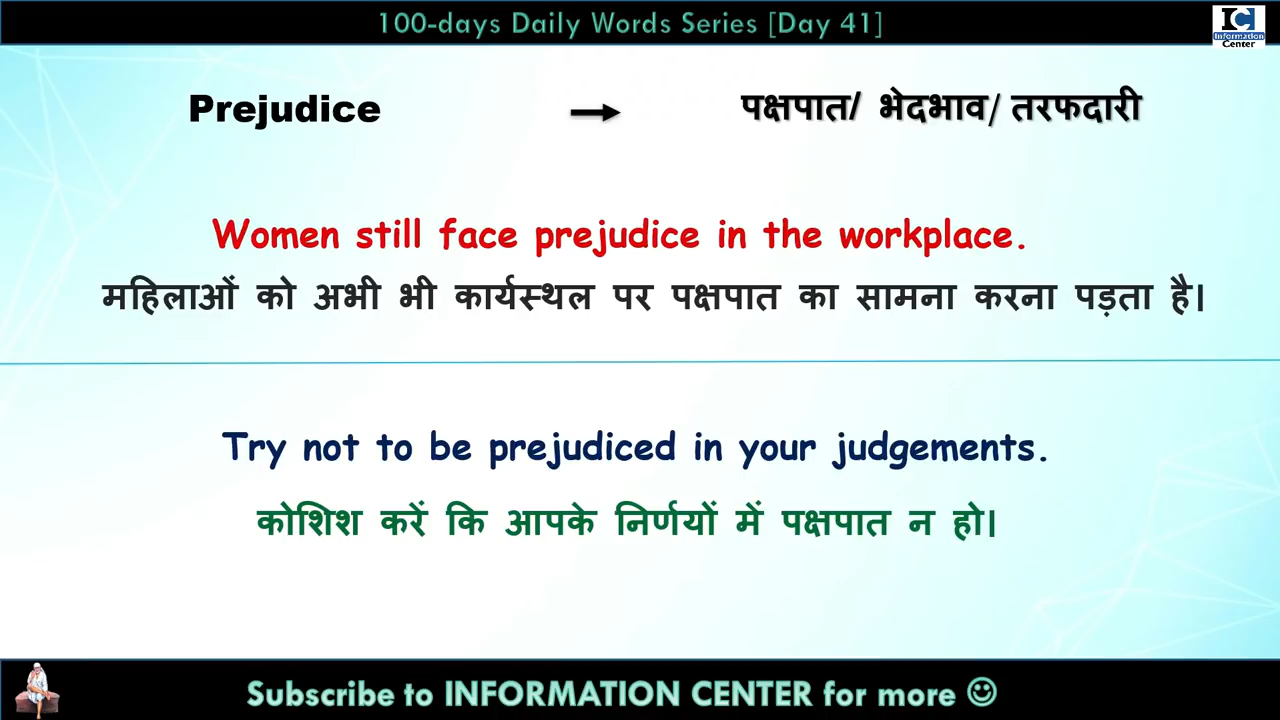 100-days Daily Words Series [Day 41]
IC
Information
Center
Prejudice → पक्षपात/ भेदभाव/ तरफदारी
Women still face prejudice in the workplace.
महिलाओं को अभी भी कार्यस्थल पर पक्षपात का सामना करना पड़ता है।
Try not to be prejudiced in your judgements.
कोशिश करें कि आपके निर्णयों में पक्षपात न हो।
Subscribe to INFORMATION CENTER for more ☺